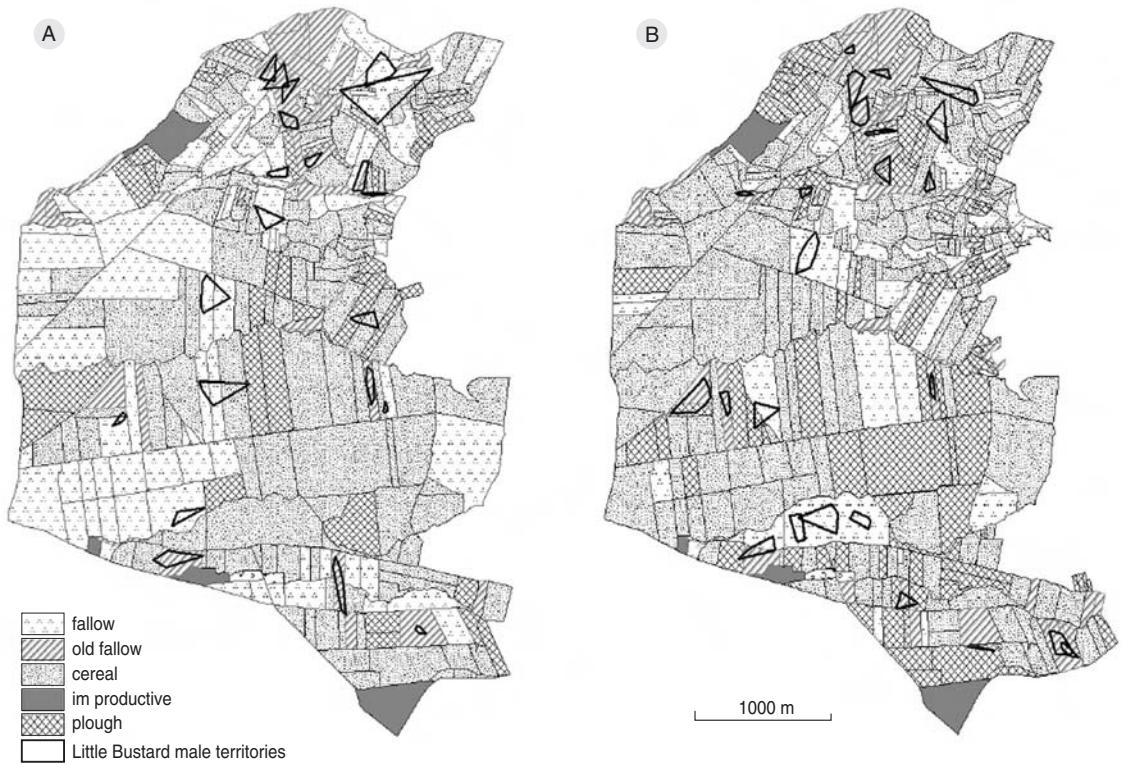 A
B
fallow
old fallow
cereal
im productive
plough
Little Bustard male territories
1000 m